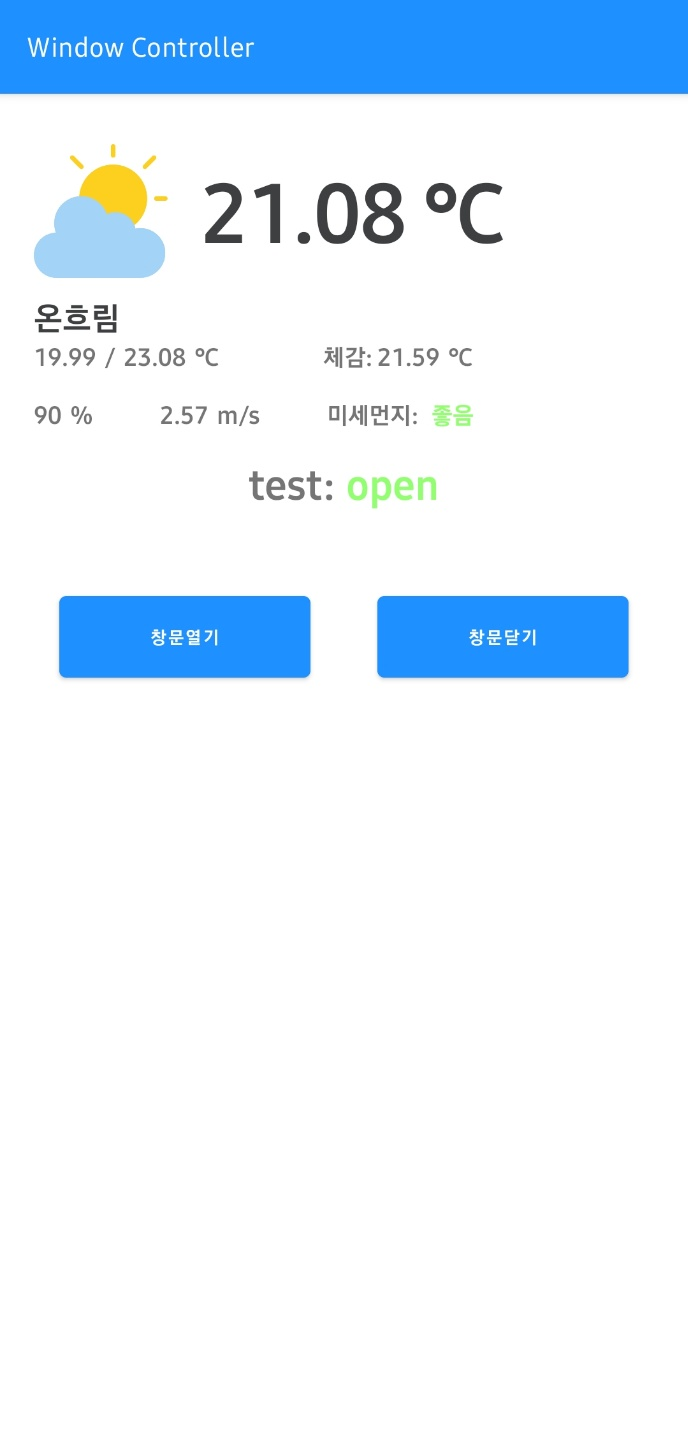 Window Controller
21.08 ℃
온흐림
19.99 / 23.08 ℃ 체감: 21.59 ℃
90 % 2.57 m/s 미세먼지: 좋음
test: open
창문열기 창문닫기